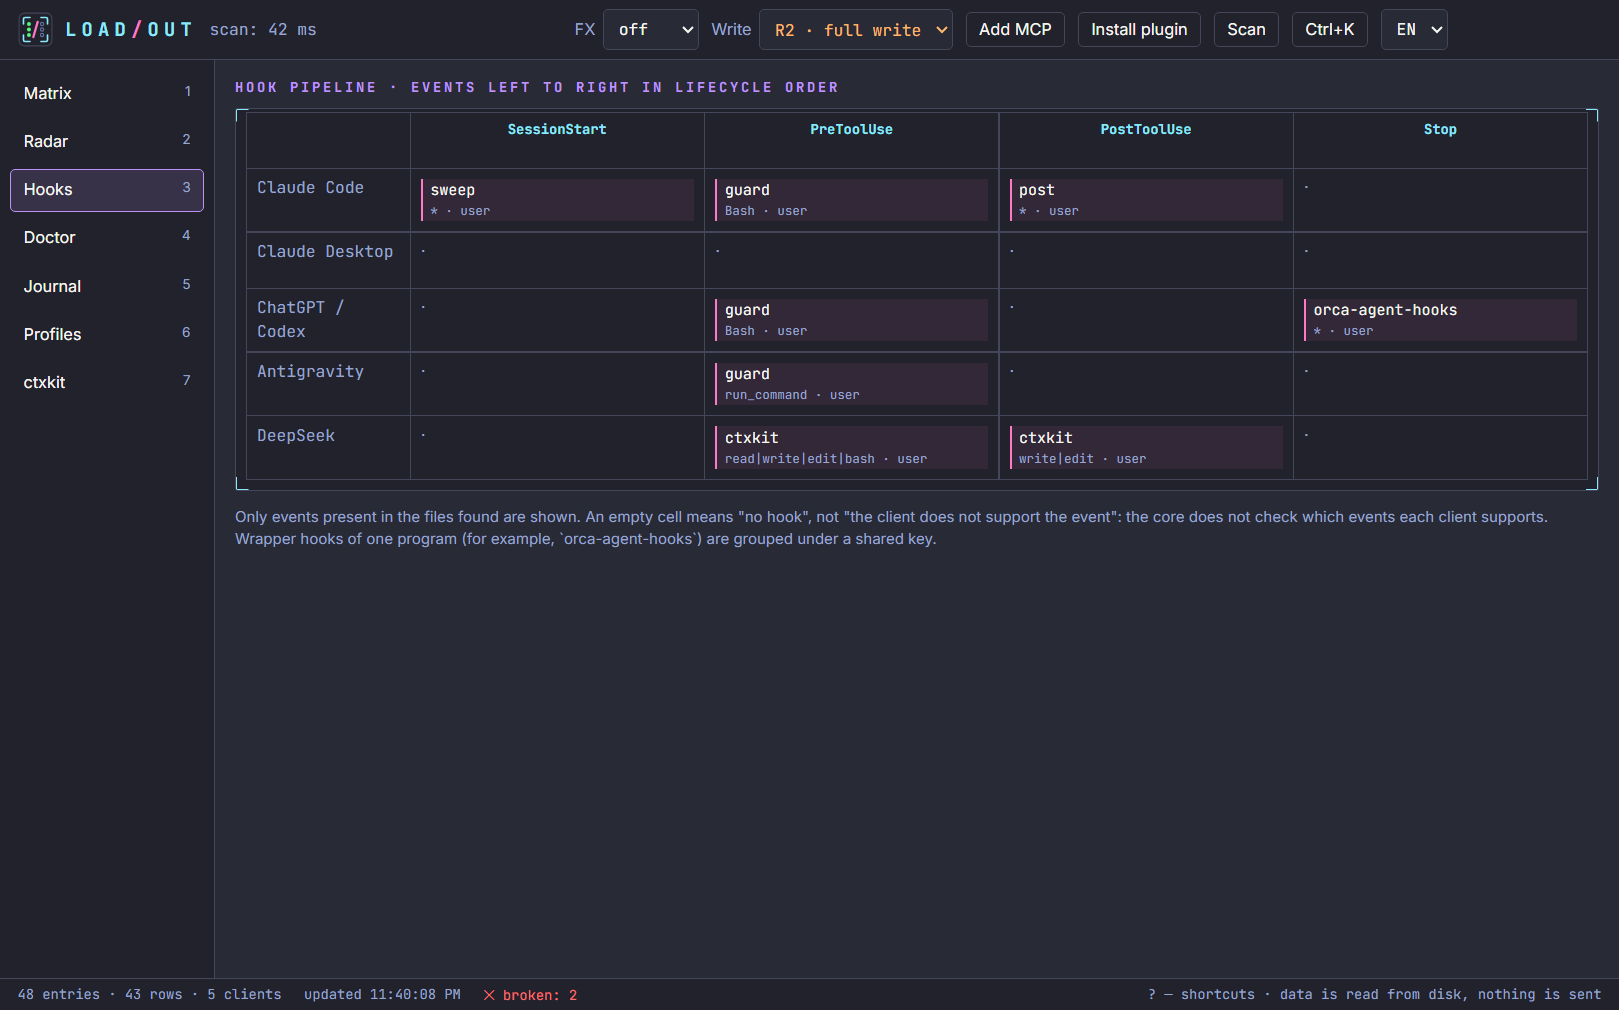 LOAD/OUT scan: 42 ms FX off Write R2 · full write Add MCP Install plugin Scan Ctrl+K EN
Matrix 1
Radar 2
Hooks 3
Doctor 4
Journal 5
Profiles 6
ctxkit 7
HOOK PIPELINE · EVENTS LEFT TO RIGHT IN LIFECYCLE ORDER
SessionStart PreToolUse PostToolUse Stop
Claude Code sweep guard post ·
* · user Bash · user * · user
Claude Desktop · · · ·
ChatGPT / · guard · orca-agent-hooks
Codex Bash · user * · user
Antigravity · guard · ·
run_command · user
DeepSeek · ctxkit ctxkit ·
read|write|edit|bash · user write|edit · user
Only events present in the files found are shown. An empty cell means "no hook", not "the client does not support the event": the core does not check which events each client supports.
Wrapper hooks of one program (for example, `orca-agent-hooks`) are grouped under a shared key.
48 entries · 43 rows · 5 clients updated 11:40:08 PM ✕ broken: 2 ? — shortcuts · data is read from disk, nothing is sent